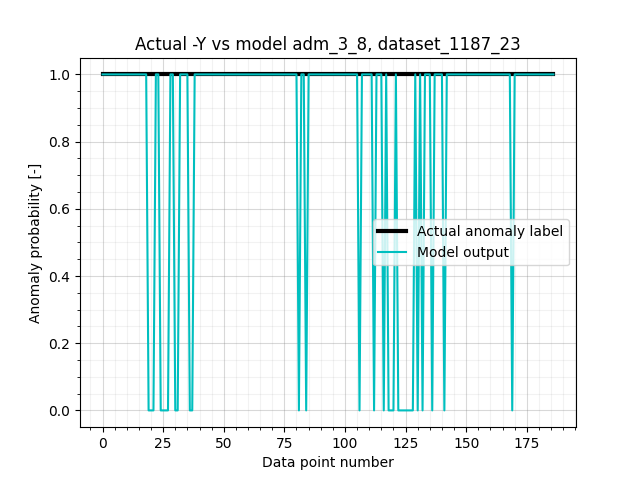 Actual -Y vs model adm_3_8, dataset_1187_23
1.0
0.8
0.6
0.4
0.2
0.0
Anomaly probability [-]
Actual anomaly label
Model output
0 25 50 75 100 125 150 175
Data point number